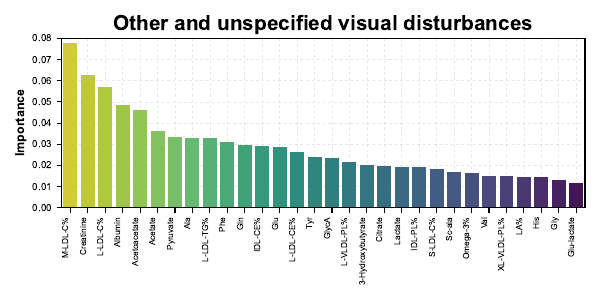 Other and unspecified visual disturbances
Importance
0.08
0.07
0.06
0.05
0.04
0.03
0.02
0.01
0.00
M-LDL-C%
Creatinine
L-LDL-C%
Albumin
Acetoacetate
Acetate
Pyruvate
Ala
L-LDL-TG%
Phe
Gln
IDL-CE%
Glu
L-LDL-CE%
Tyr
GlycA
L-VLDL-PL%
3-Hydroxybutyrate
Citrate
Lactate
IDL-PL%
S-LDL-C%
Sc-ala
Omega-3%
Val
XL-VLDL-PL%
LA%
His
Gly
Glu-lactate